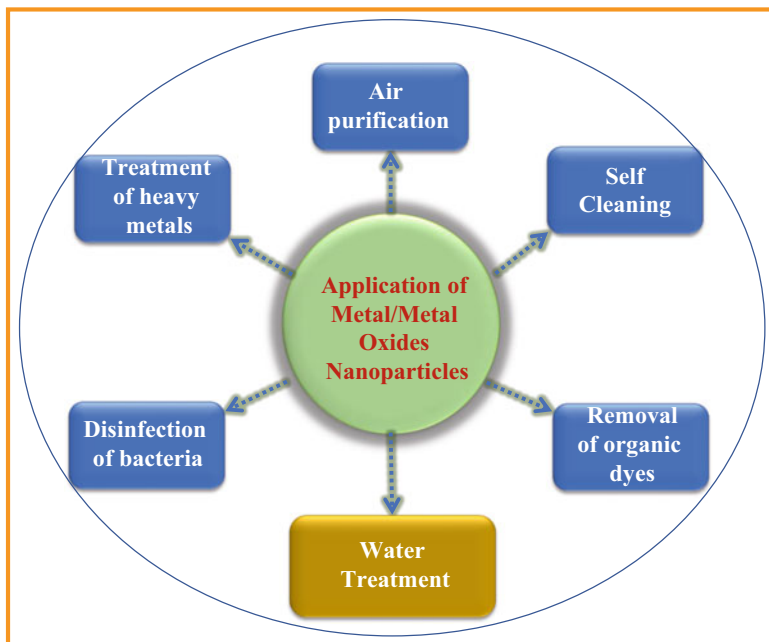 Air
purification
Treatment
of heavy
metals
Self
Cleaning
Application of
Metal/Metal
Oxides
Nanoparticles
Disinfection
of bacteria
Removal
of organic
dyes
Water
Treatment